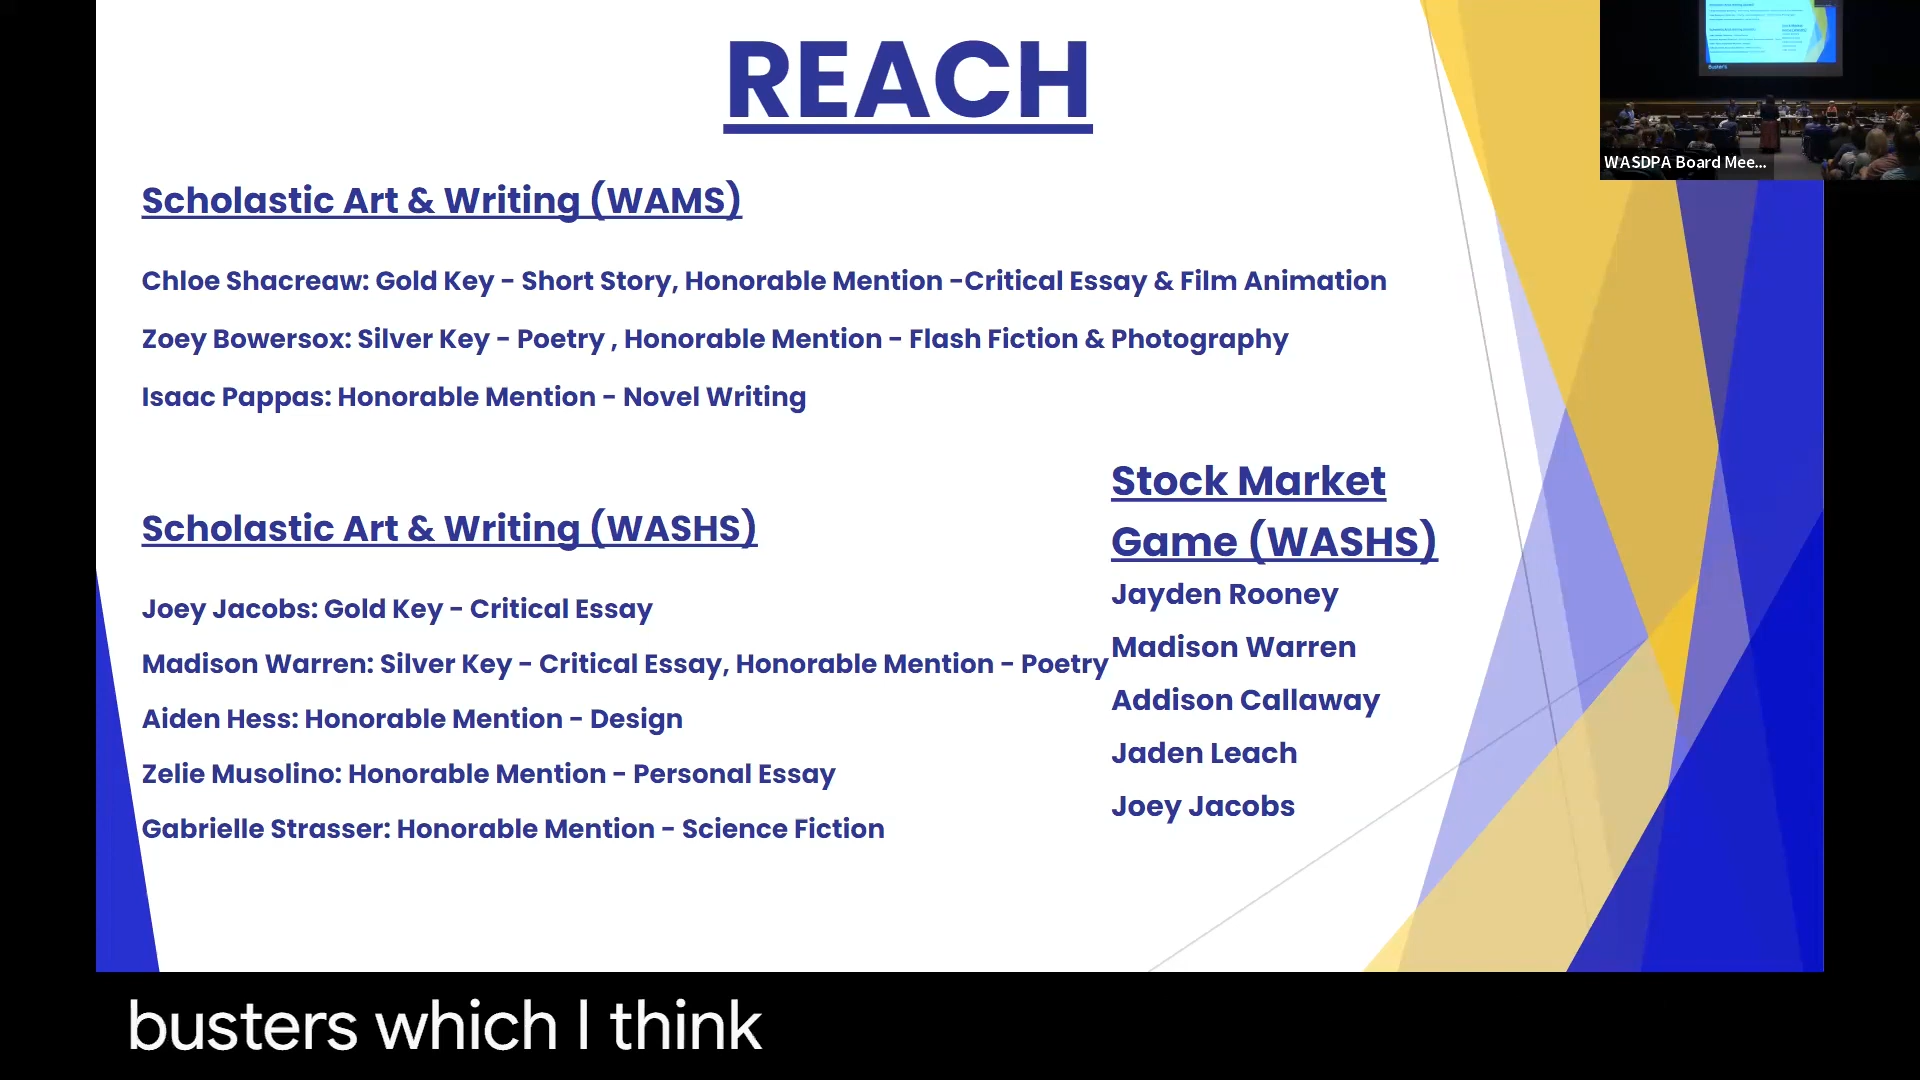 REACH
Scholastic Art & Writing (WAMS)
Chloe Shacreaw: Gold Key - Short Story, Honorable Mention -Critical Essay & Film Animation
Zoey Bowersox: Silver Key - Poetry , Honorable Mention - Flash Fiction & Photography
Isaac Pappas: Honorable Mention - Novel Writing
Scholastic Art & Writing (WASHS)
Joey Jacobs: Gold Key - Critical Essay
Madison Warren: Silver Key - Critical Essay, Honorable Mention - Poetry
Aiden Hess: Honorable Mention - Design
Zelie Musolino: Honorable Mention - Personal Essay
Gabrielle Strasser: Honorable Mention - Science Fiction
Stock Market
Game (WASHS)
Jayden Rooney
Madison Warren
Addison Callaway
Jaden Leach
Joey Jacobs
WASDPA Board Mee...
busters which I think